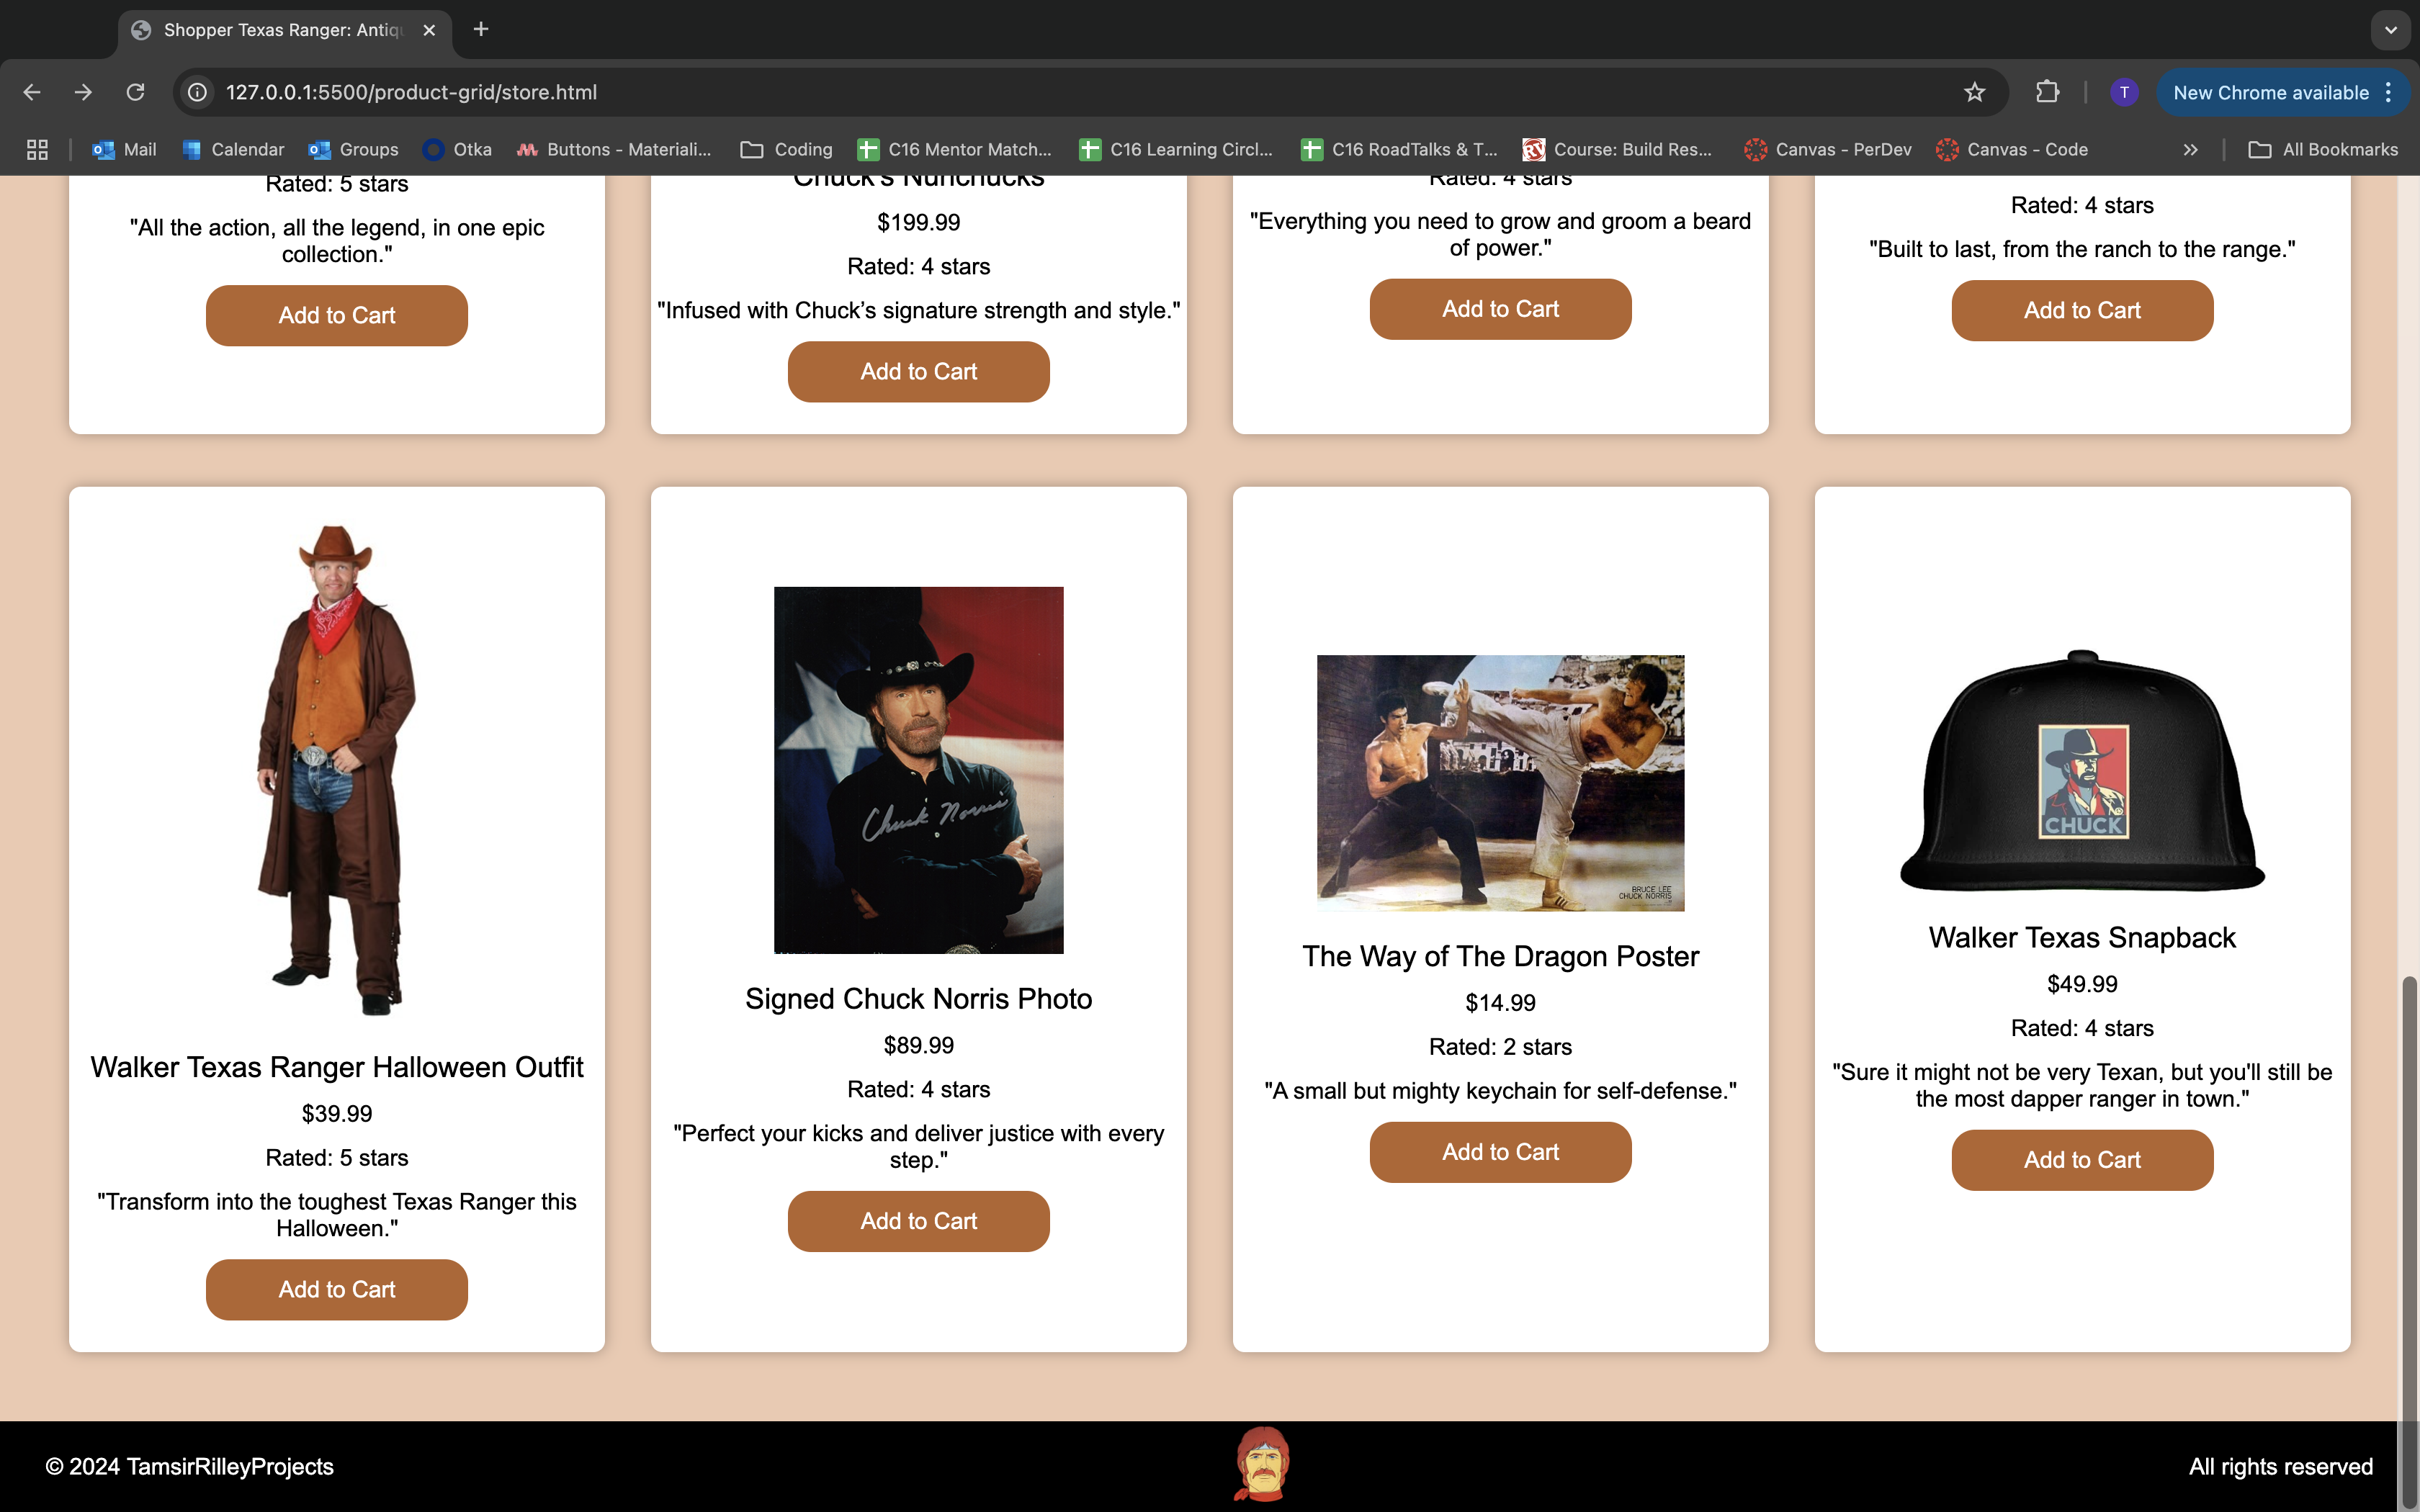 Shopper Texas Ranger: Antiqu
127.0.0.1:5500/product-grid/store.html
T
New Chrome available
Mail
Calendar
Groups
Otka
Buttons - Materiali...
Coding
C16 Mentor Match...
C16 Learning Circl...
C16 RoadTalks & T...
Course: Build Res...
Canvas - PerDev
Canvas - Code
All Bookmarks
Rated: 5 stars
"All the action, all the legend, in one epic
collection."
Add to Cart
Chuck's Nunchucks
$199.99
Rated: 4 stars
"Infused with Chuck’s signature strength and style."
Add to Cart
Rated: 4 stars
"Everything you need to grow and groom a beard
of power."
Add to Cart
Rated: 4 stars
"Built to last, from the ranch to the range."
Add to Cart
Walker Texas Ranger Halloween Outfit
$39.99
Rated: 5 stars
"Transform into the toughest Texas Ranger this
Halloween."
Add to Cart
Chuck Norris
Signed Chuck Norris Photo
$89.99
Rated: 4 stars
"Perfect your kicks and deliver justice with every
step."
Add to Cart
BRUCE LEE
CHUCK NORRIS
The Way of The Dragon Poster
$14.99
Rated: 2 stars
"A small but mighty keychain for self-defense."
Add to Cart
CHUCK
Walker Texas Snapback
$49.99
Rated: 4 stars
"Sure it might not be very Texan, but you'll still be
the most dapper ranger in town."
Add to Cart
© 2024 TamsirRilleyProjects
All rights reserved